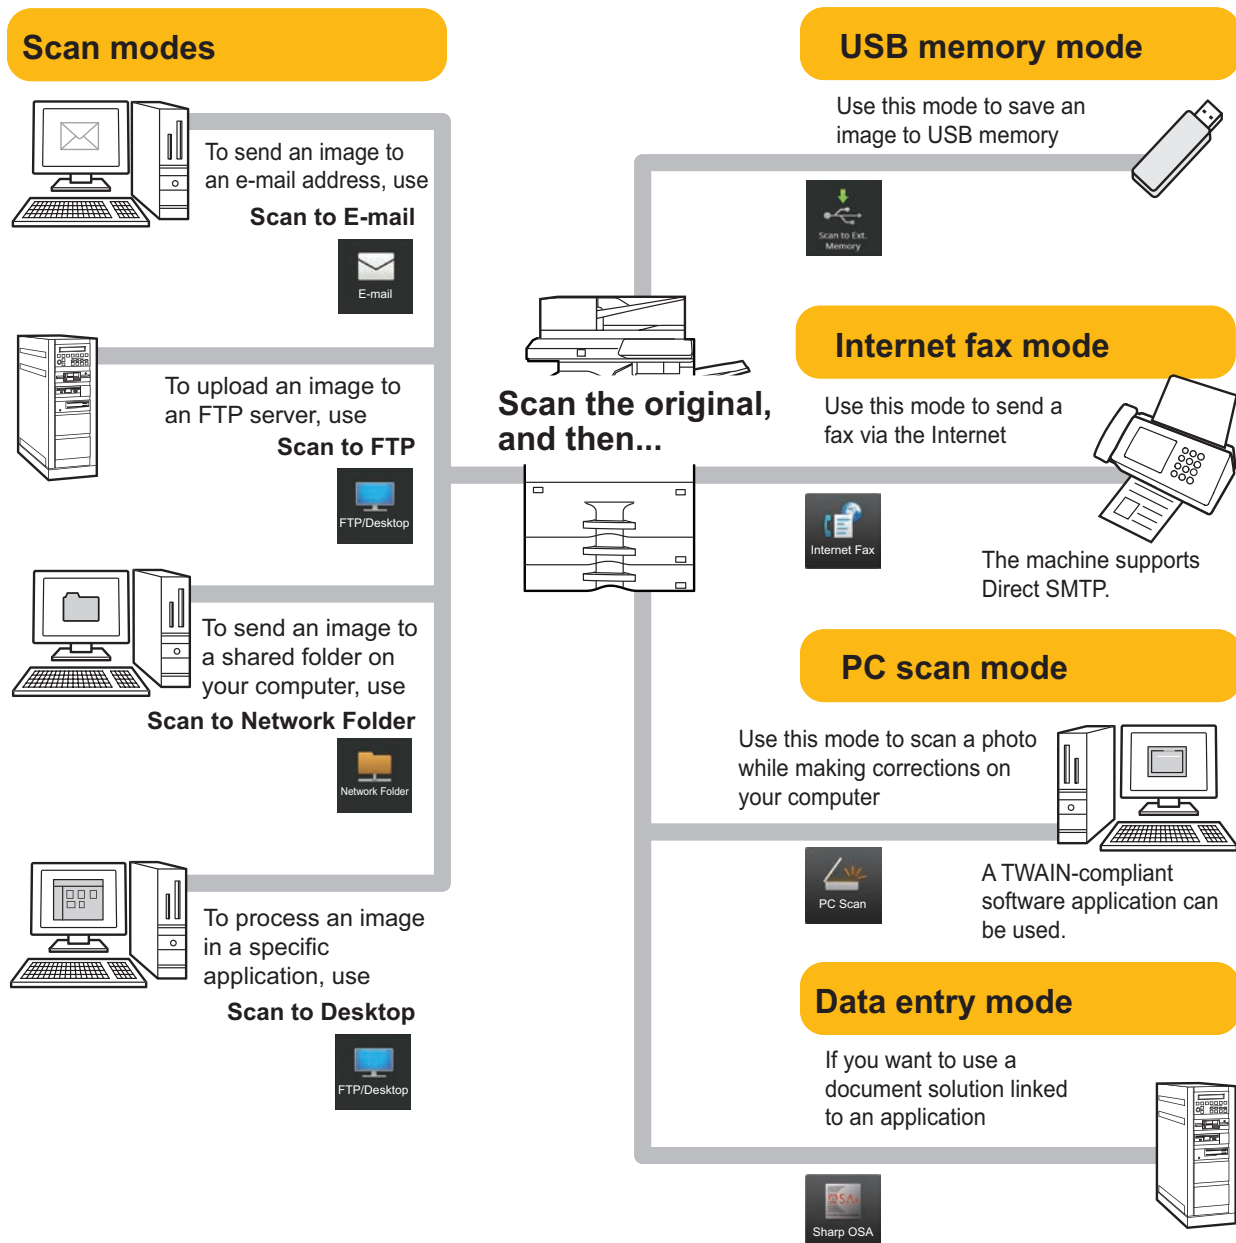 Scan modes
To send an image to
an e-mail address, use
Scan to E-mail
E-mail
To upload an image to
an FTP server, use
Scan to FTP
FTP/Desktop
To send an image to
a shared folder on
your computer, use
Scan to Network Folder
Network Folder
To process an image
in a specific
application, use
Scan to Desktop
FTP/Desktop
Scan the original,
and then...
USB memory mode
Use this mode to save an
image to USB memory
Scan to Ext.
Memory
Internet fax mode
Use this mode to send a
fax via the Internet
Internet Fax
The machine supports
Direct SMTP.
PC scan mode
Use this mode to scan a photo
while making corrections on
your computer
PC Scan
A TWAIN-compliant
software application can
be used.
Data entry mode
If you want to use a
document solution linked
to an application
OSA
Sharp OSA